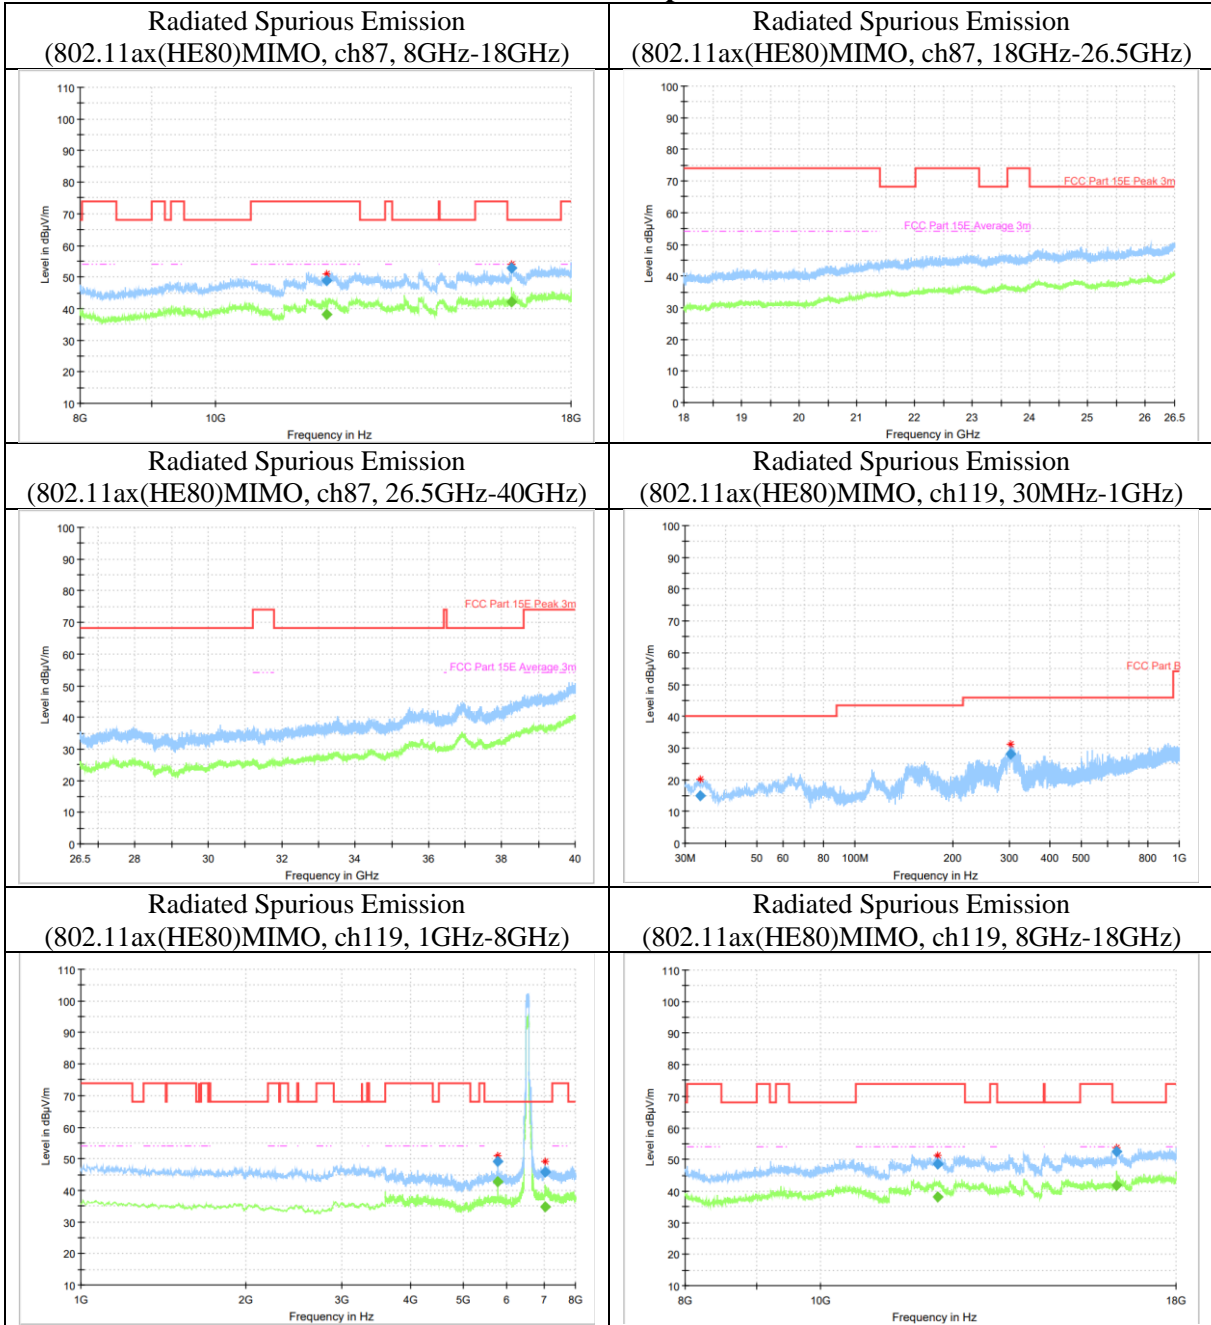 Radiated Spurious Emission
(802.11ax(HE80)MIMO, ch87, 8GHz-18GHz)
110
100
90
80
70
60
50
40
30
20
10
Level in dBµV/m
8G 10G 18G
Frequency in Hz
Radiated Spurious Emission
(802.11ax(HE80)MIMO, ch87, 18GHz-26.5GHz)
100
90
80
70
60
50
40
30
20
10
0
Level in dBµV/m
FCC Part 15E Peak 3m
FCC Part 15E Average 3m
18 19 20 21 22 23 24 25 26 26.5
Frequency in GHz
Radiated Spurious Emission
(802.11ax(HE80)MIMO, ch87, 26.5GHz-40GHz)
100
90
80
70
60
50
40
30
20
10
0
Level in dBµV/m
FCC Part 15E Peak 3m
FCC Part 15E Average 3m
26.5 28 30 32 34 36 38 40
Frequency in GHz
Radiated Spurious Emission
(802.11ax(HE80)MIMO, ch119, 30MHz-1GHz)
100
90
80
70
60
50
40
30
20
10
0
Level in dBµV/m
FCC Part B
30M 50 60 80 100M 200 300 400 500 800 1G
Frequency in Hz
Radiated Spurious Emission
(802.11ax(HE80)MIMO, ch119, 1GHz-8GHz)
110
100
90
80
70
60
50
40
30
20
10
Level in dBµV/m
1G 2G 3G 4G 5G 6 7 8G
Frequency in Hz
Radiated Spurious Emission
(802.11ax(HE80)MIMO, ch119, 8GHz-18GHz)
110
100
90
80
70
60
50
40
30
20
10
Level in dBµV/m
8G 10G 18G
Frequency in Hz